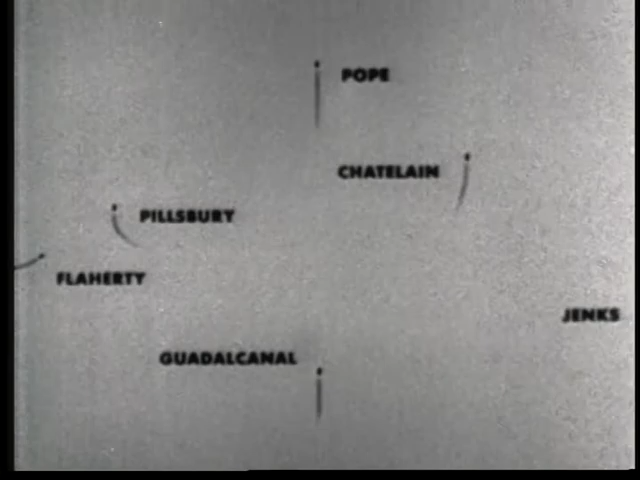 POPE
CHATELAIN
PILLSBURY
FLAHERTY
JENKS
GUADALCANAL